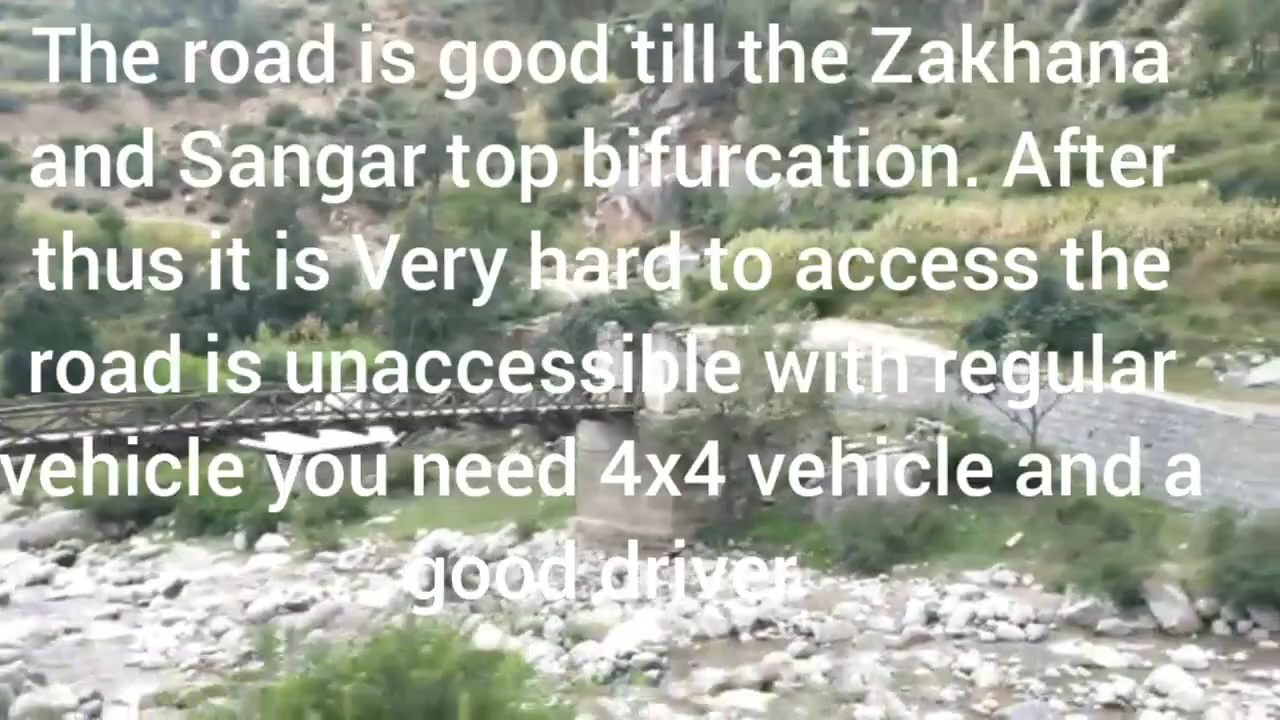 The road is good till the Zakhana
and Sangar top bifurcation. After
thus it is Very hard to access the
road is unaccessible with regular
vehicle you need 4x4 vehicle and a
good driver